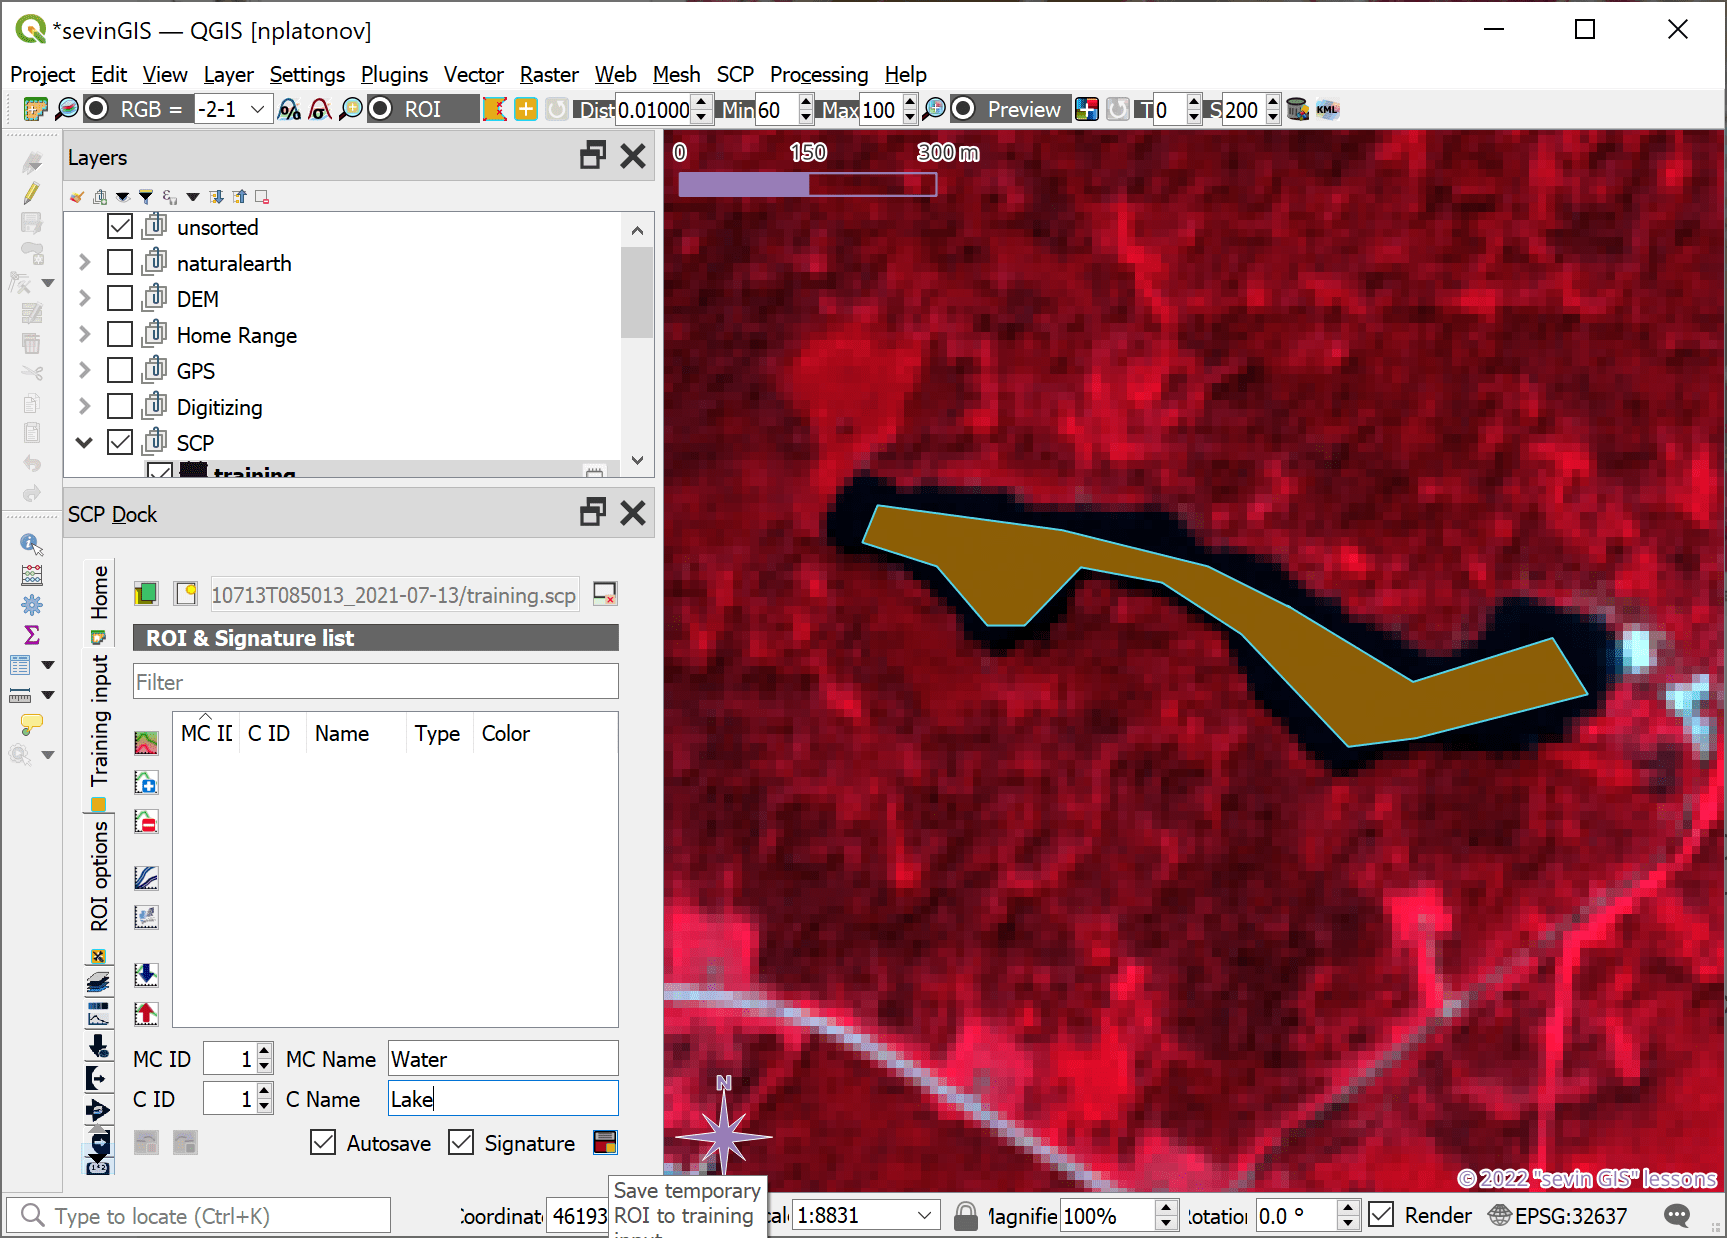 *sevinGIS — QGIS [nplatonov]
Project Edit View Layer Settings Plugins Vector Raster Web Mesh SCP Processing Help
RGB = -2-1 ROI Dist 0.01000 Min 60 Max 100 Preview T 0 S 200 KML
Layers
unsorted
naturalearth
DEM
Home Range
GPS
Digitizing
SCP
training
SCP Dock
Home
Training input
ROI options
10713T085013_2021-07-13/training.scp
ROI & Signature list
Filter
MC ID C ID Name Type Color
MC ID 1 MC Name Water
C ID 1 C Name Lake
Autosave Signature
0 150 300 m
N
© 2022 "sevin GIS" lessons
Save temporary
ROI to training
Type to locate (Ctrl+K) Coordinate 46193 1:8831 Magnifie 100% Rotation 0.0 ° Render EPSG:32637